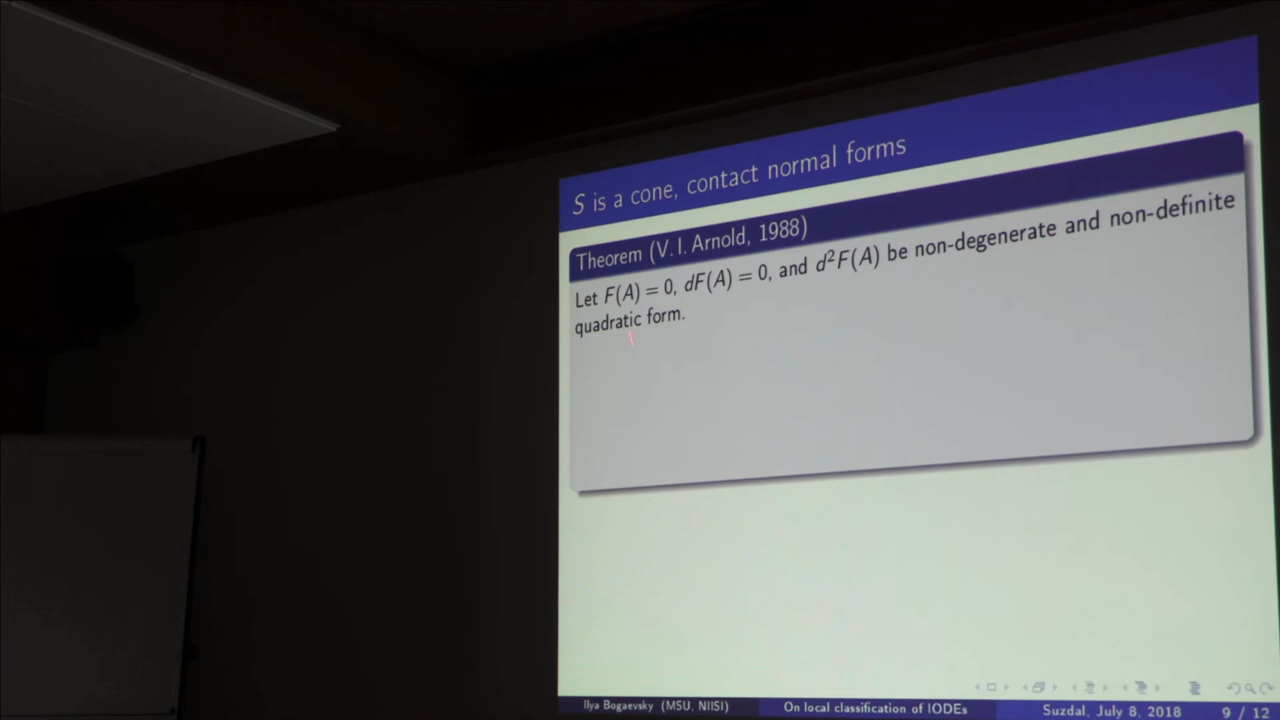 S is a cone, contact normal forms
Theorem (V. I. Arnold, 1988)
Let F(A) = 0, dF(A) = 0, and d²F(A) be non-degenerate and non-definite
quadratic form.
Ilya Bogaevsky (MSU, NIISI) On local classification of IODEs Suzdal, July 8, 2018 9 / 12